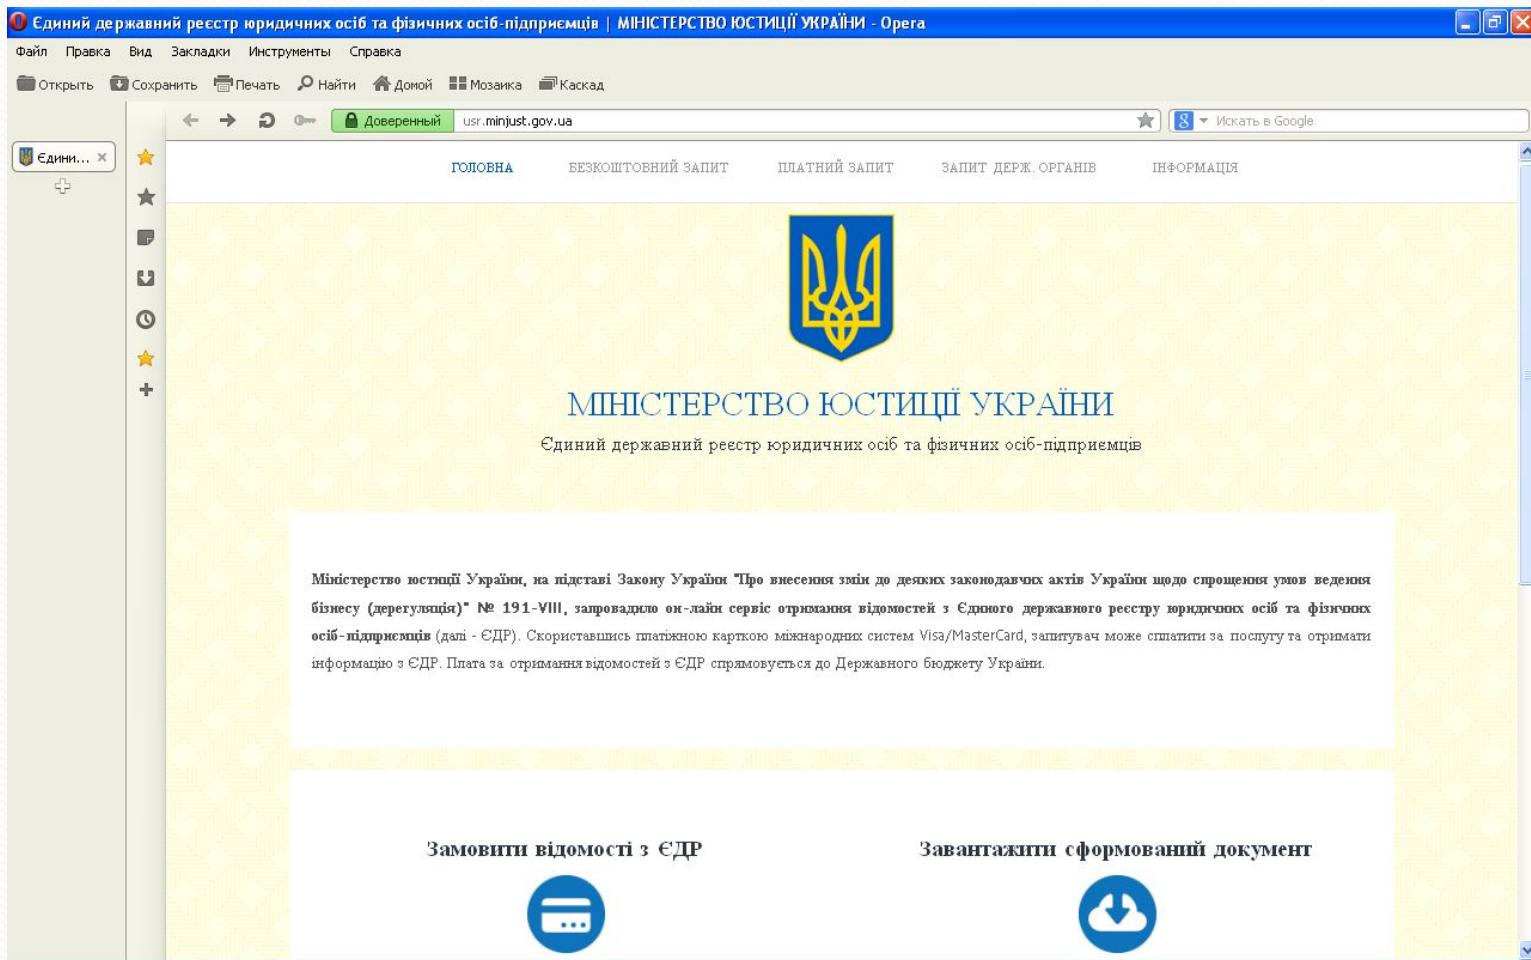 Єдиний державний реєстр юридичних осіб та фізичних осіб-підприємців | МІНІСТЕРСТВО ЮСТИЦІЇ УКРАЇНИ - Opera
Файл Правка Вид Закладки Инструменты Справка
Открыть Сохранить Печать Найти Домой Мозаика Каскад
Доверенный usr.minjust.gov.ua Искать в Google
Єдини...
ГОЛОВНА БЕЗКОШТОВНИЙ ЗАПИТ ПЛАТНИЙ ЗАПИТ ЗАПИТ ДЕРЖ. ОРГАНІВ ІНФОРМАЦІЯ
МІНІСТЕРСТВО ЮСТИЦІЇ УКРАЇНИ
Єдиний державний реєстр юридичних осіб та фізичних осіб-підприємців
Міністерство юстиції України, на підставі Закону України "Про внесення змін до деяких законодавчих актів України щодо спрощення умов ведення
бізнесу (дерегуляція)" № 191-VIII, запровадило он-лайн сервіс отримання відомостей з Єдиного державного реєстру юридичних осіб та фізичних
осіб-підприємців (далі - ЄДР). Скориставшись платіжною карткою міжнародних систем Visa/MasterCard, запитувач може сплатити за послугу та отримати
інформацію з ЄДР. Плата за отримання відомостей з ЄДР спрямовується до Державного бюджету України.
Замовити відомості з ЄДР Завантажити сформований документ